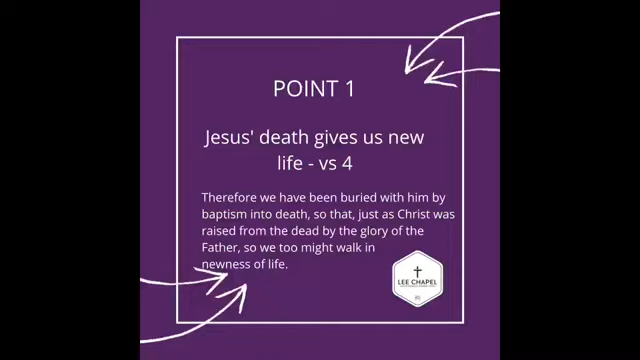 POINT 1
Jesus' death gives us new
life - vs 4
Therefore we have been buried with him by
baptism into death, so that, just as Christ was
raised from the dead by the glory of the
Father, so we too might walk in
newness of life.
LEE CHAPEL